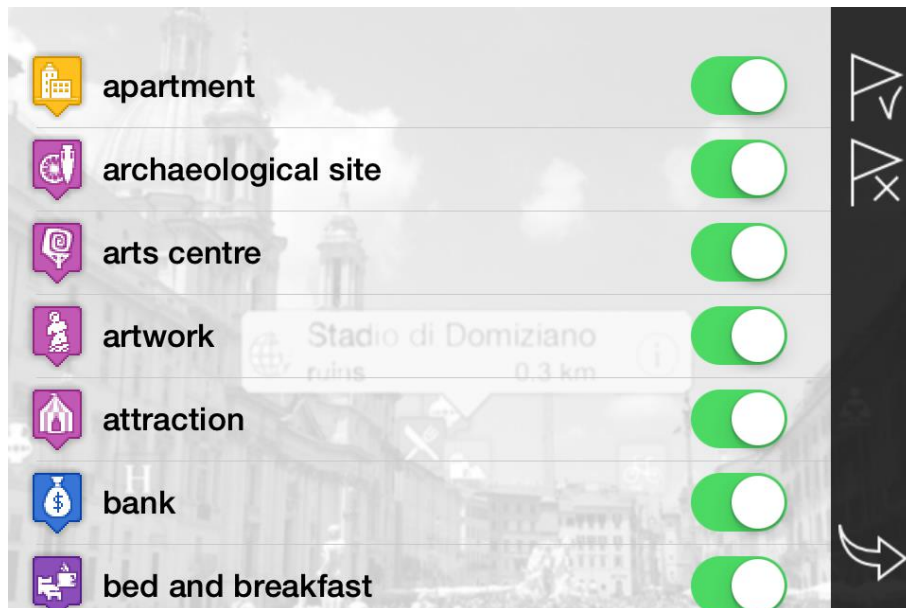 apartment
archaeological site
arts centre
artwork
Stadio di Domiziano
ruins 0.3 km
attraction
H
bank
bed and breakfast